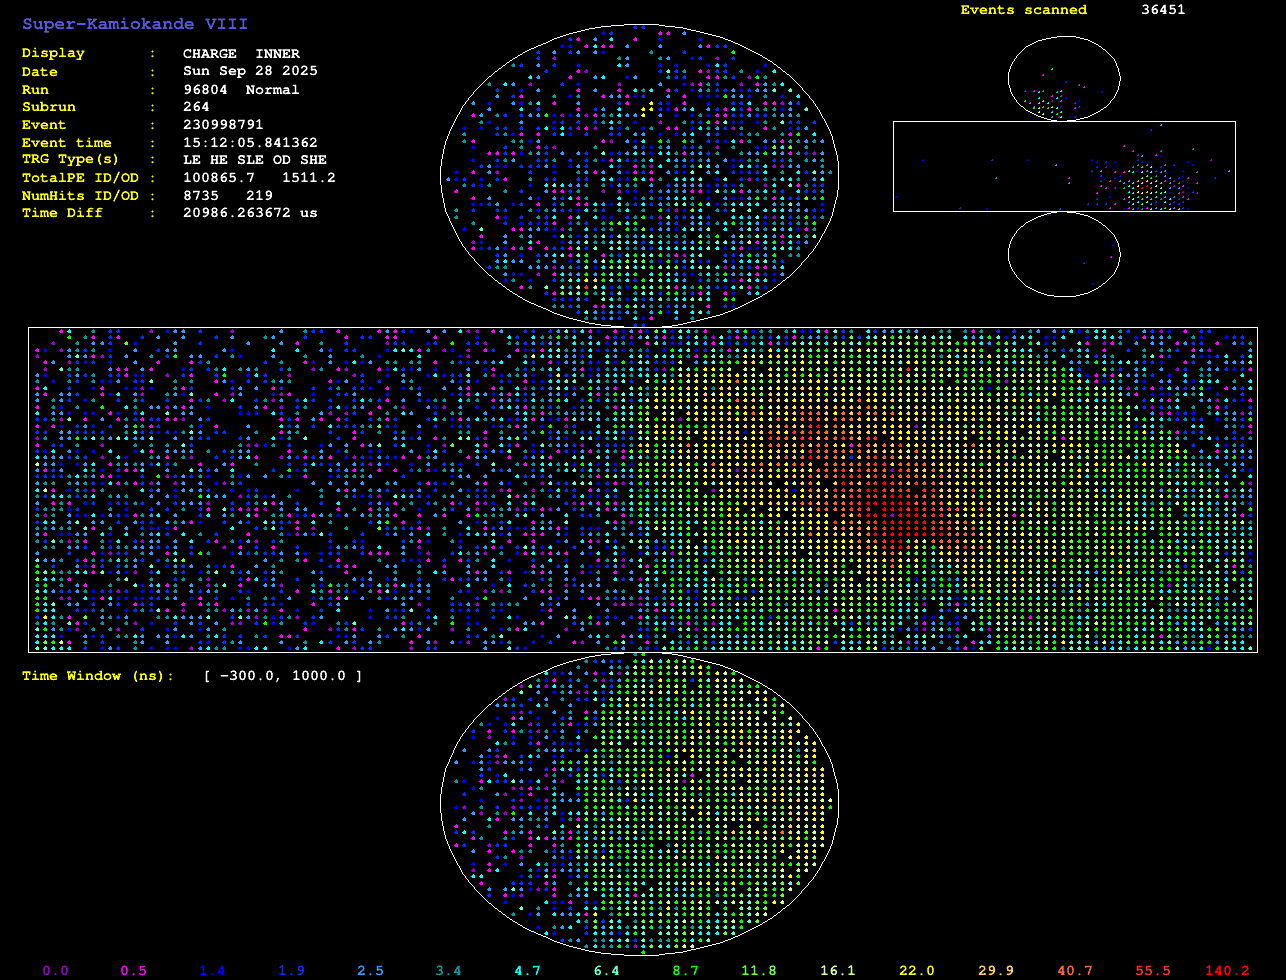 Super-Kamiokande VIII
Events scanned 36451
Display : CHARGE INNER
Date : Sun Sep 28 2025
Run : 96804 Normal
Subrun : 264
Event : 230998791
Event time : 15:12:05.841362
TRG Type(s) : LE HE SLE OD SHE
TotalPE ID/OD : 100865.7 1511.2
NumHits ID/OD : 8735 219
Time Diff : 20986.263672 us
Time Window (ns): [ -300.0, 1000.0 ]
0.0 0.5 1.4 1.9 2.5 3.4 4.7 6.4 8.7 11.8 16.1 22.0 29.9 40.7 55.5 140.2